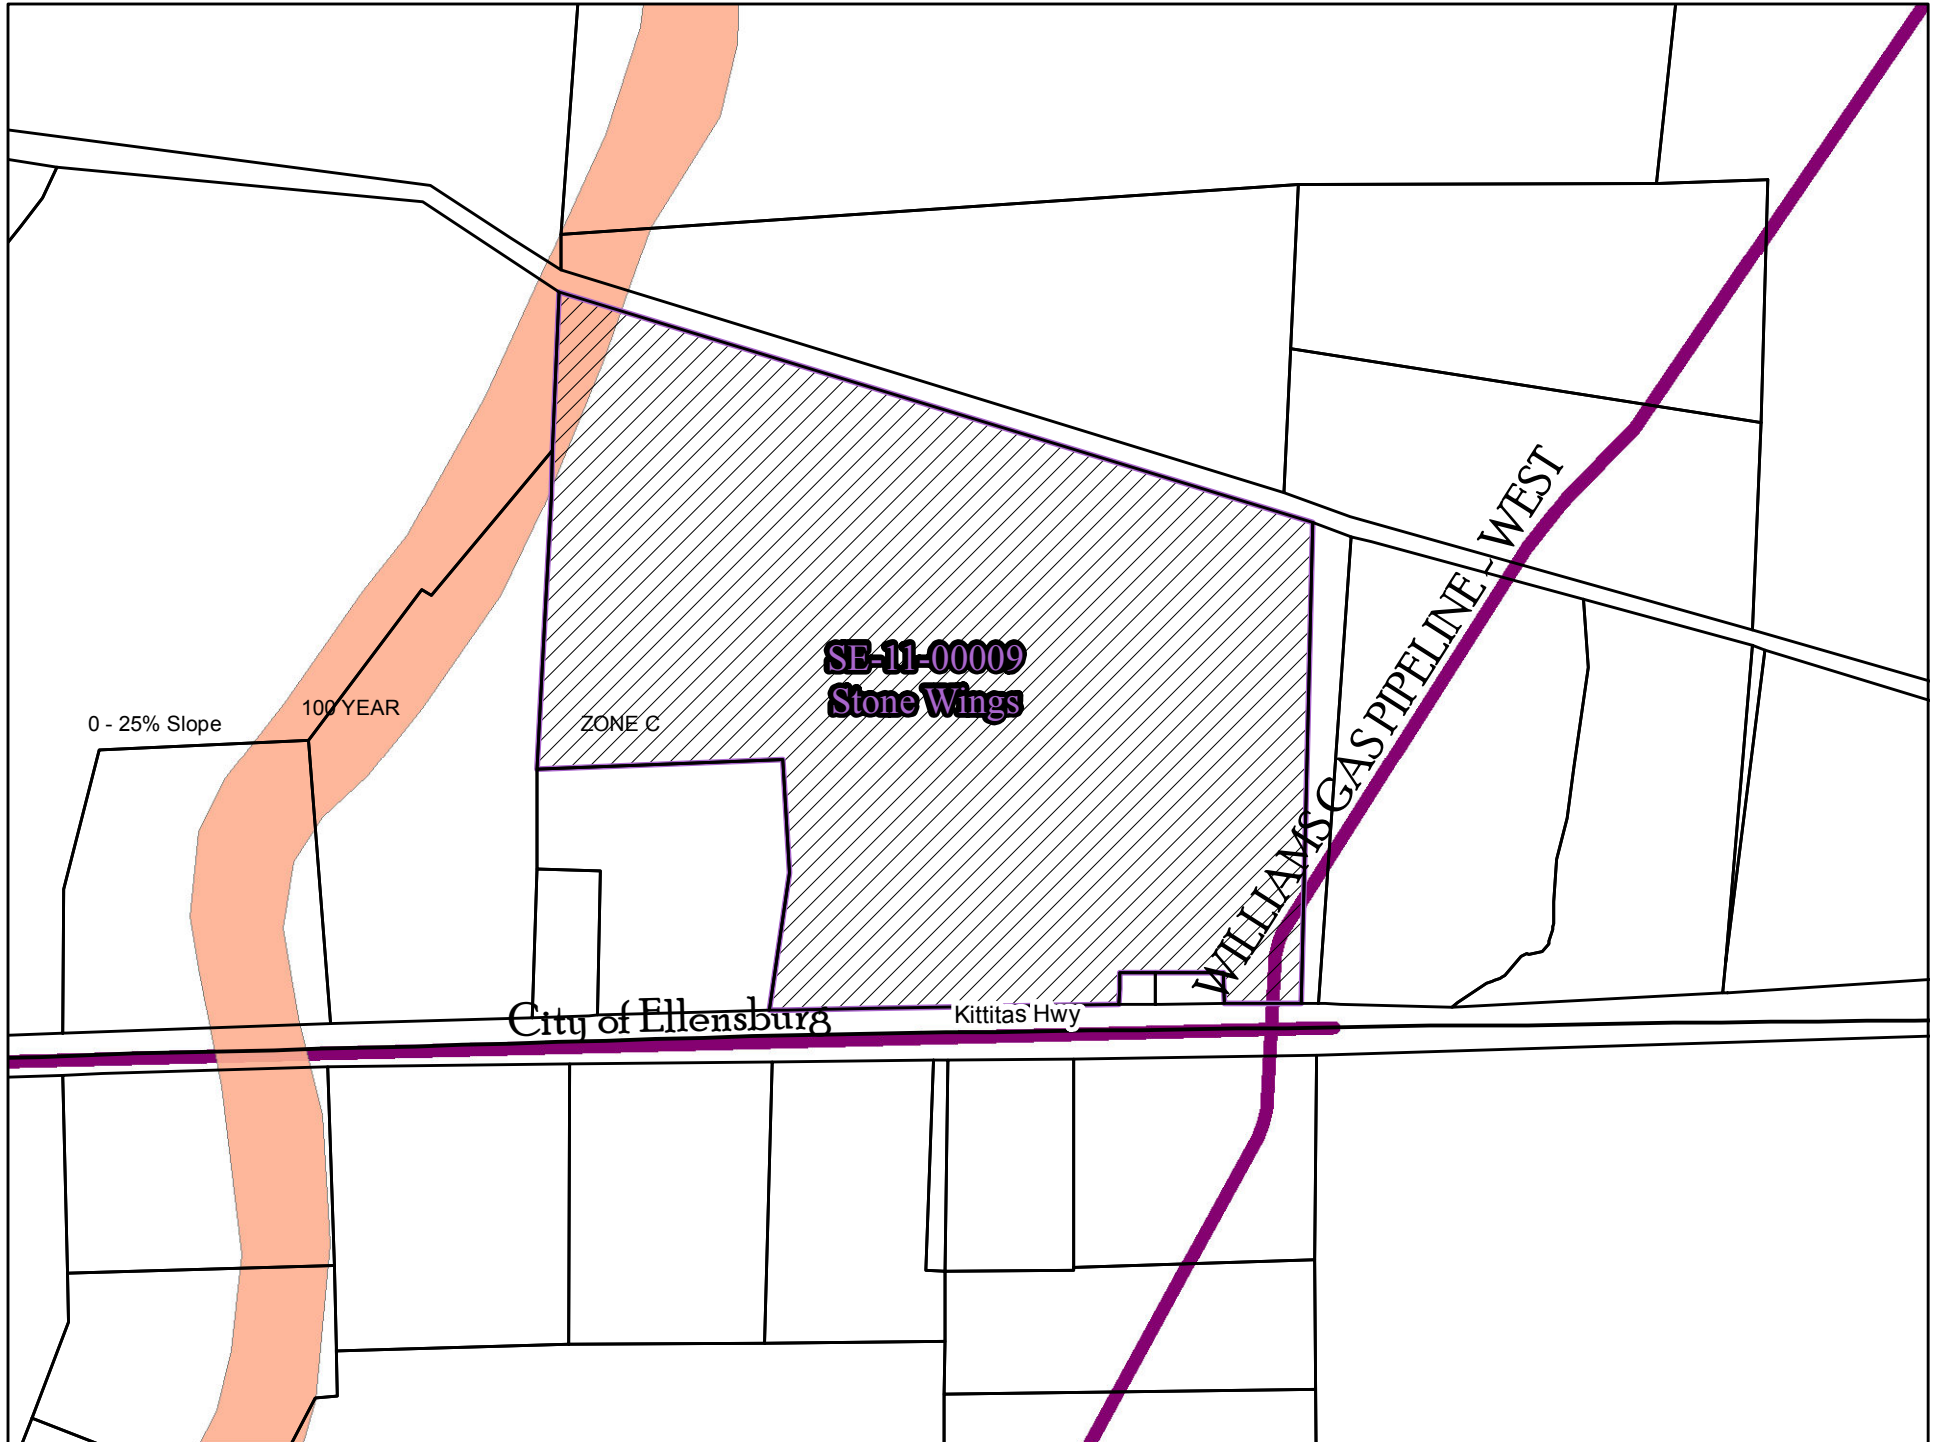 WILLIAMS GAS PIPELINE - WEST
SE-11-00009
Stone Wings
100 YEAR
0 - 25% Slope
ZONE C
City of Ellensburg
Kittitas Hwy